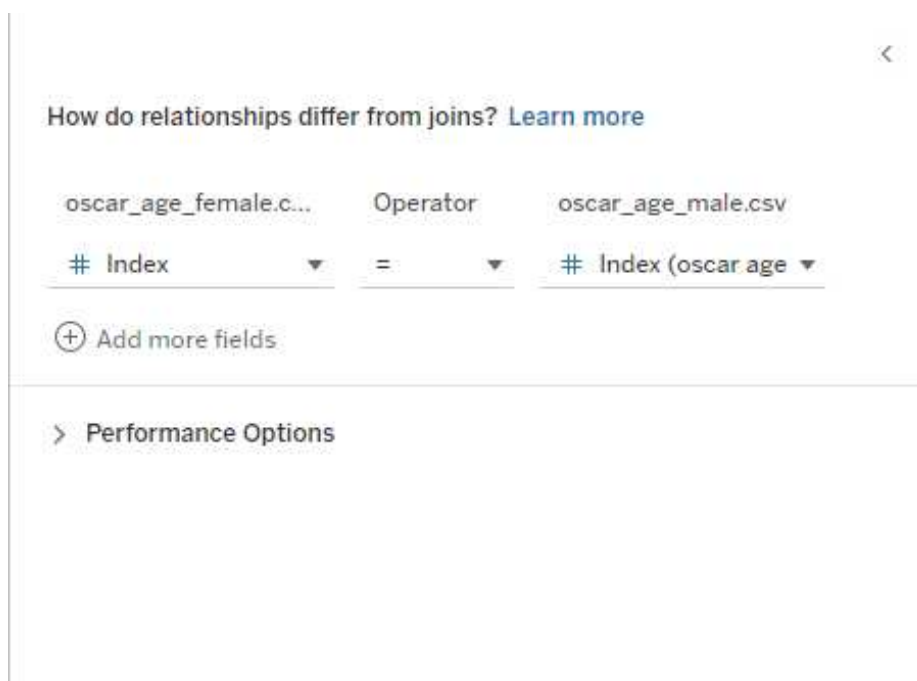 How do relationships differ from joins? Learn more
oscar_age_female.c... Operator oscar_age_male.csv
# Index = # Index (oscar age
Add more fields
Performance Options